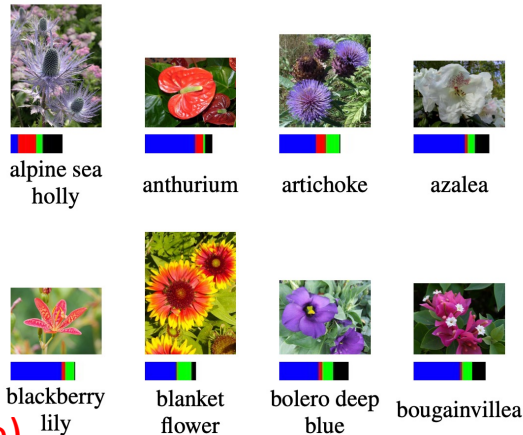 alpine sea
holly
anthurium
artichoke
azalea
blackberry
lily
blanket
flower
bolero deep
blue
bougainvillea